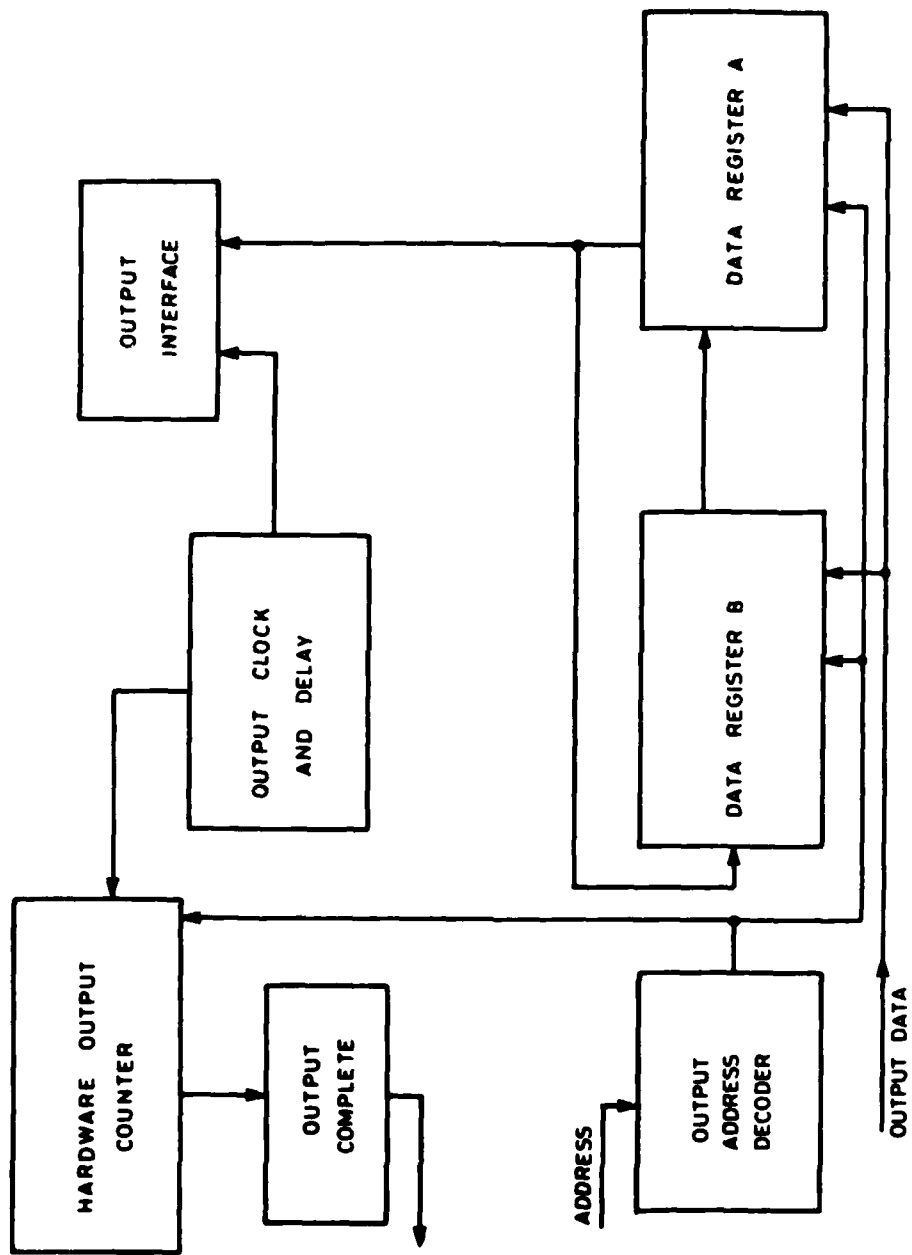 HARDWARE OUTPUT
COUNTER
OUTPUT
COMPLETE
OUTPUT CLOCK
AND DELAY
OUTPUT
INTERFACE
ADDRESS
OUTPUT
ADDRESS
DECODER
DATA REGISTER B
DATA REGISTER A
OUTPUT DATA